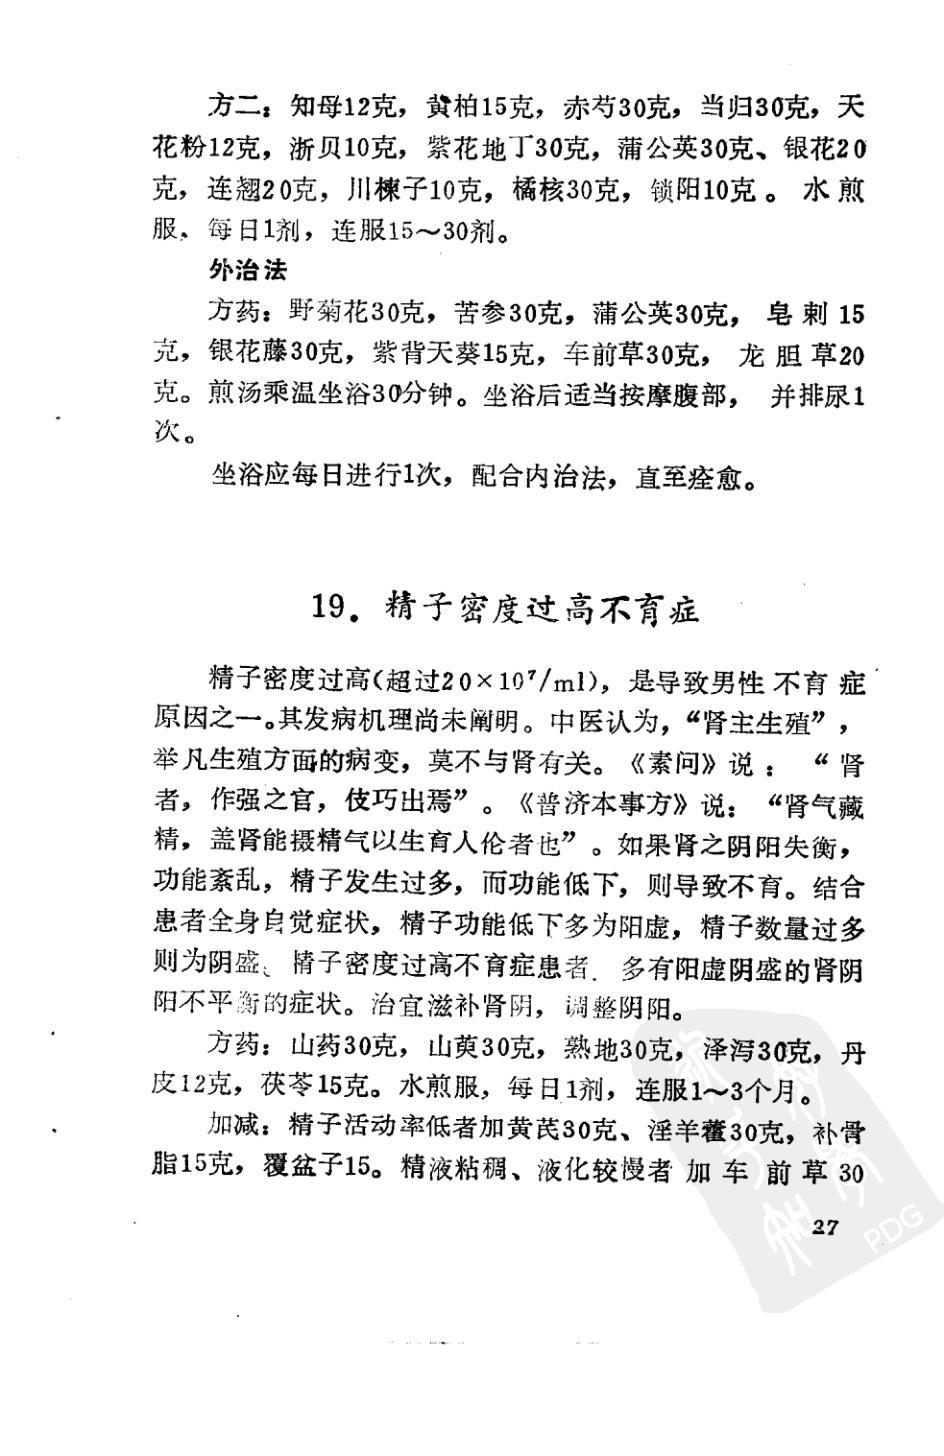 方二：知母12克，黄柏15克，赤芍30克，当归30克，天
花粉12克，浙贝10克，紫花地丁30克，蒲公英30克、银花20
克，连翘20克，川楝子10克，橘核30克，锁阳10克。水煎
服，每日1剂，连服15～30剂。
外治法
方药：野菊花30克，苦参30克，蒲公英30克，皂刺15
克，银花藤30克，紫背天葵15克，车前草30克，龙胆草20
克。煎汤乘温坐浴30分钟。坐浴后适当按摩腹部，并排尿1
次。
坐浴应每日进行1次，配合内治法，直至痊愈。
19．精子密度过高不育症
精子密度过高（超过20×10⁷/ml），是导致男性不育症
原因之一。其发病机理尚未阐明。中医认为，“肾主生殖”，
举凡生殖方面的病变，莫不与肾有关。《素问》说：“肾
者，作强之官，伎巧出焉”。《普济本事方》说：“肾气藏
精，盖肾能摄精气以生育人伦者也”。如果肾之阴阳失衡，
功能紊乱，精子发生过多，而功能低下，则导致不育。结合
患者全身自觉症状，精子功能低下多为阳虚，精子数量过多
则为阴盛、精子密度过高不育症患者．多有阳虚阴盛的肾阴
阳不平衡的症状。治宜滋补肾阴，调整阴阳。
方药：山药30克，山萸30克，熟地30克，泽泻30克，丹
皮12克，茯苓15克。水煎服，每日1剂，连服1～3个月。
加减：精子活动率低者加黄芪30克、淫羊藿30克，补骨
脂15克，覆盆子15。精液粘稠、液化较慢者加车前草30
27
PDG